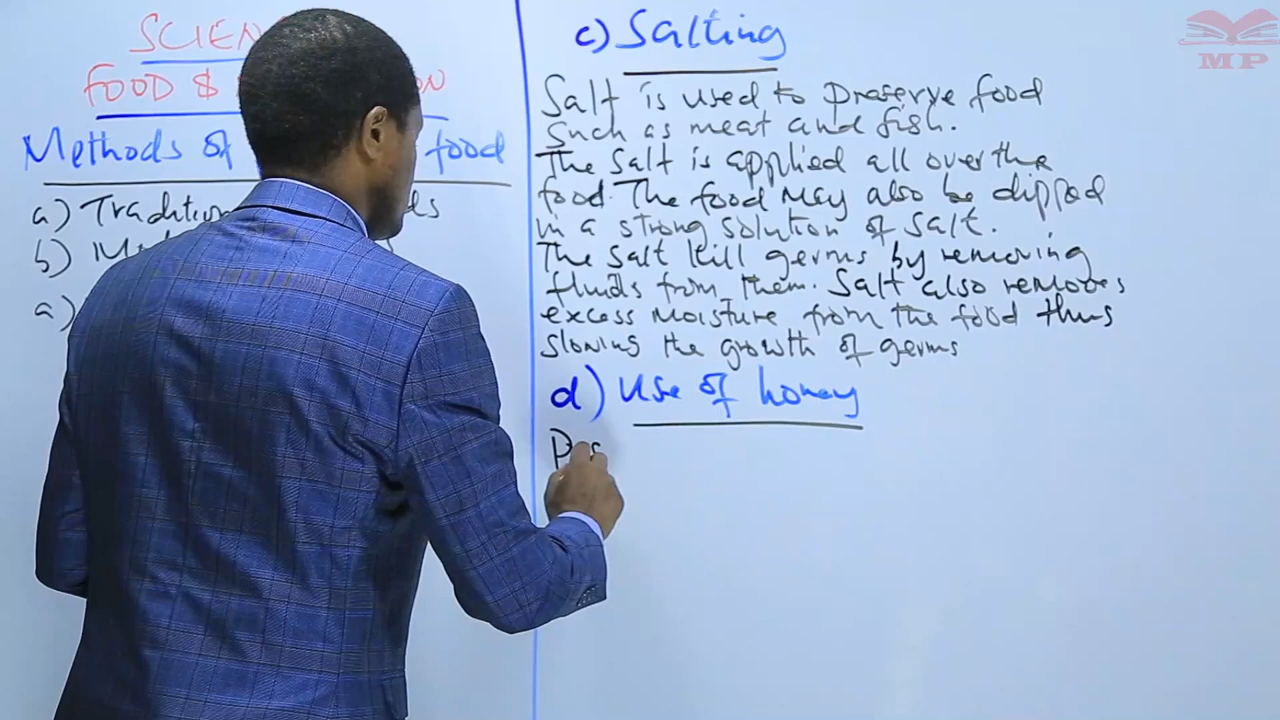 SCIEN
FOOD & ON
Methods of food
a) Tradition ds
b) M
a)
c) Salting
Salt is used to preserve food
such as meat and fish.
The salt is applied all over the
food. The food may also be dipped
in a strong solution of salt.
The salt kill germs by removing
fluids from them. Salt also removes
excess moisture from the food thus
slowing the growth of germs
d) Use of honey
MP